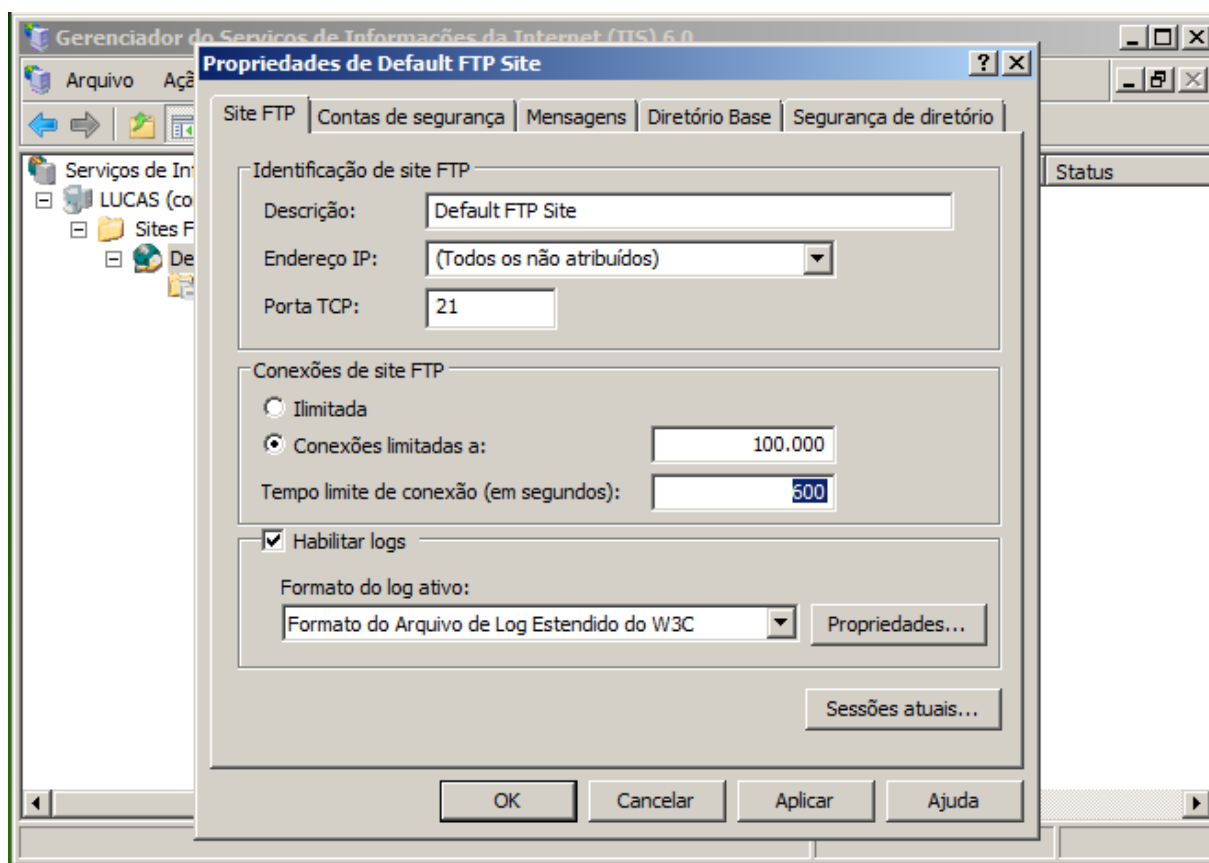 Gerenciador do Serviços de Informações da Internet (IIS) 6.0
Propriedades de Default FTP Site
Arquivo
Site FTP Contas de segurança Mensagens Diretório Base Segurança de diretório
Serviços de In
Status
LUCAS (co
Sites F
De
Identificação de site FTP
Descrição: Default FTP Site
Endereço IP: (Todos os não atribuídos)
Porta TCP: 21
Conexões de site FTP
Ilimitada
Conexões limitadas a: 100.000
Tempo limite de conexão (em segundos): 600
Habilitar logs
Formato do log ativo:
Formato do Arquivo de Log Estendido do W3C Propriedades...
Sessões atuais...
OK Cancelar Aplicar Ajuda